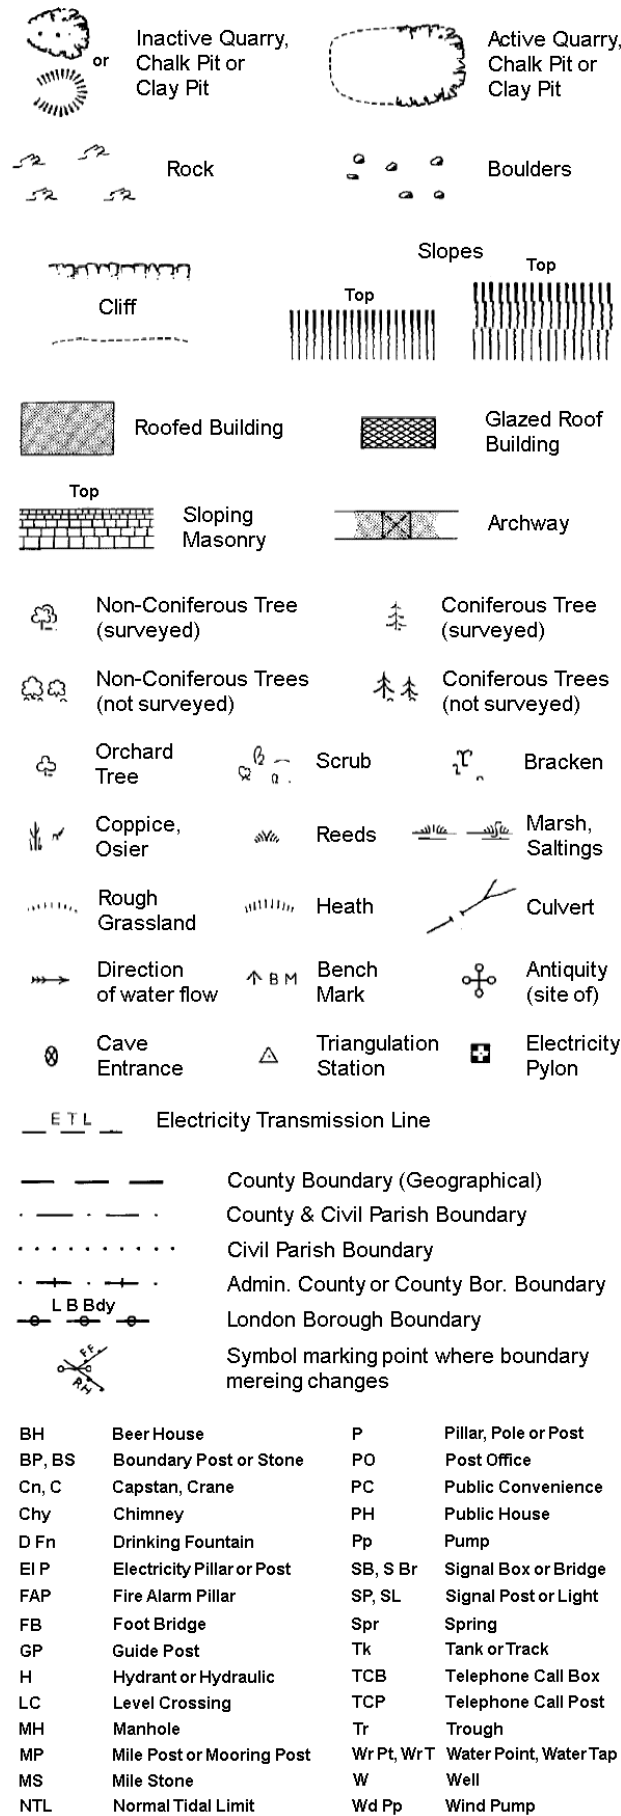 or
Inactive Quarry,
Chalk Pit or
Clay Pit
Active Quarry,
Chalk Pit or
Clay Pit
Rock
Boulders
Cliff
Slopes
Top
Top
Roofed Building
Glazed Roof
Building
Top
Sloping
Masonry
Archway
Non-Coniferous Tree
(surveyed)
Coniferous Tree
(surveyed)
Non-Coniferous Trees
(not surveyed)
Coniferous Trees
(not surveyed)
Orchard
Tree
Scrub
Bracken
Coppice,
Osier
Reeds
Marsh,
Saltings
Rough
Grassland
Heath
Culvert
Direction
of water flow
B M
Bench
Mark
Antiquity
(site of)
Cave
Entrance
Triangulation
Station
Electricity
Pylon
E T L
Electricity Transmission Line
County Boundary (Geographical)
County & Civil Parish Boundary
Civil Parish Boundary
Admin. County or County Bor. Boundary
L B Bdy
London Borough Boundary
FF
RH
Symbol marking point where boundary
mereing changes
BH Beer House P Pillar, Pole or Post
BP, BS Boundary Post or Stone PO Post Office
Cn, C Capstan, Crane PC Public Convenience
Chy Chimney PH Public House
D Fn Drinking Fountain Pp Pump
El P Electricity Pillar or Post SB, S Br Signal Box or Bridge
FAP Fire Alarm Pillar SP, SL Signal Post or Light
FB Foot Bridge Spr Spring
GP Guide Post Tk Tank or Track
H Hydrant or Hydraulic TCB Telephone Call Box
LC Level Crossing TCP Telephone Call Post
MH Manhole Tr Trough
MP Mile Post or Mooring Post Wr Pt, Wr T Water Point, Water Tap
MS Mile Stone W Well
NTL Normal Tidal Limit Wd Pp Wind Pump